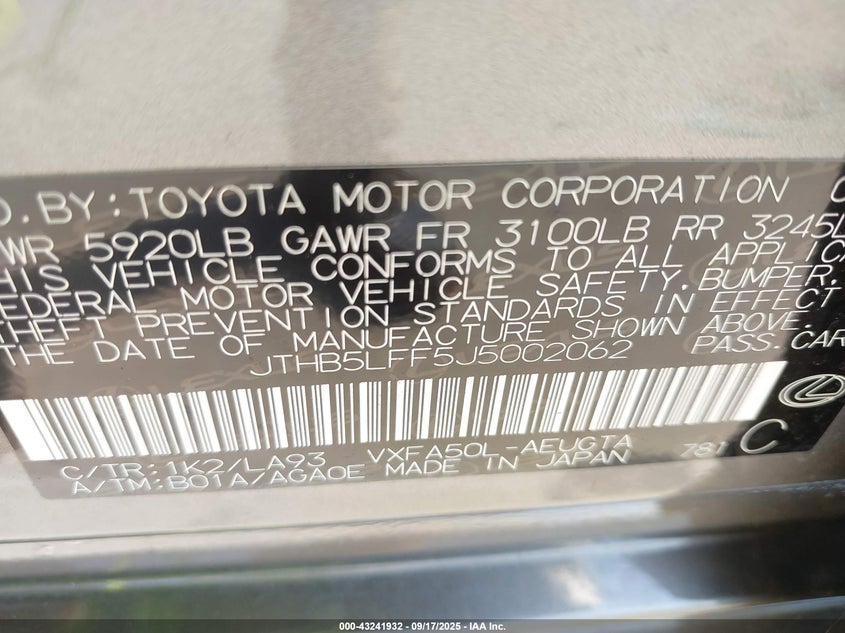 D.BY:TOYOTA MOTOR CORPORATION
WR 5920LB GAWR FR 3100LB RR 3245L
HIS VEHICLE CONFORMS TO ALL APPLIC
EDERAL MOTOR VEHICLE SAFETY.BUMPER.
THEFT PREVENTION STANDARDS IN EFFECT
THE DATE OF MANUFACTURE SHOWN ABOVE.
JTHB5LFF5J5002062 PASS.CAR
C/TR:1K2/LA93 VXFA50L-AEUGTA 781 C
A/TM:B01A/AGA0E MADE IN JAPAN
000-43241932 - 09/17/2025 - IAA Inc.